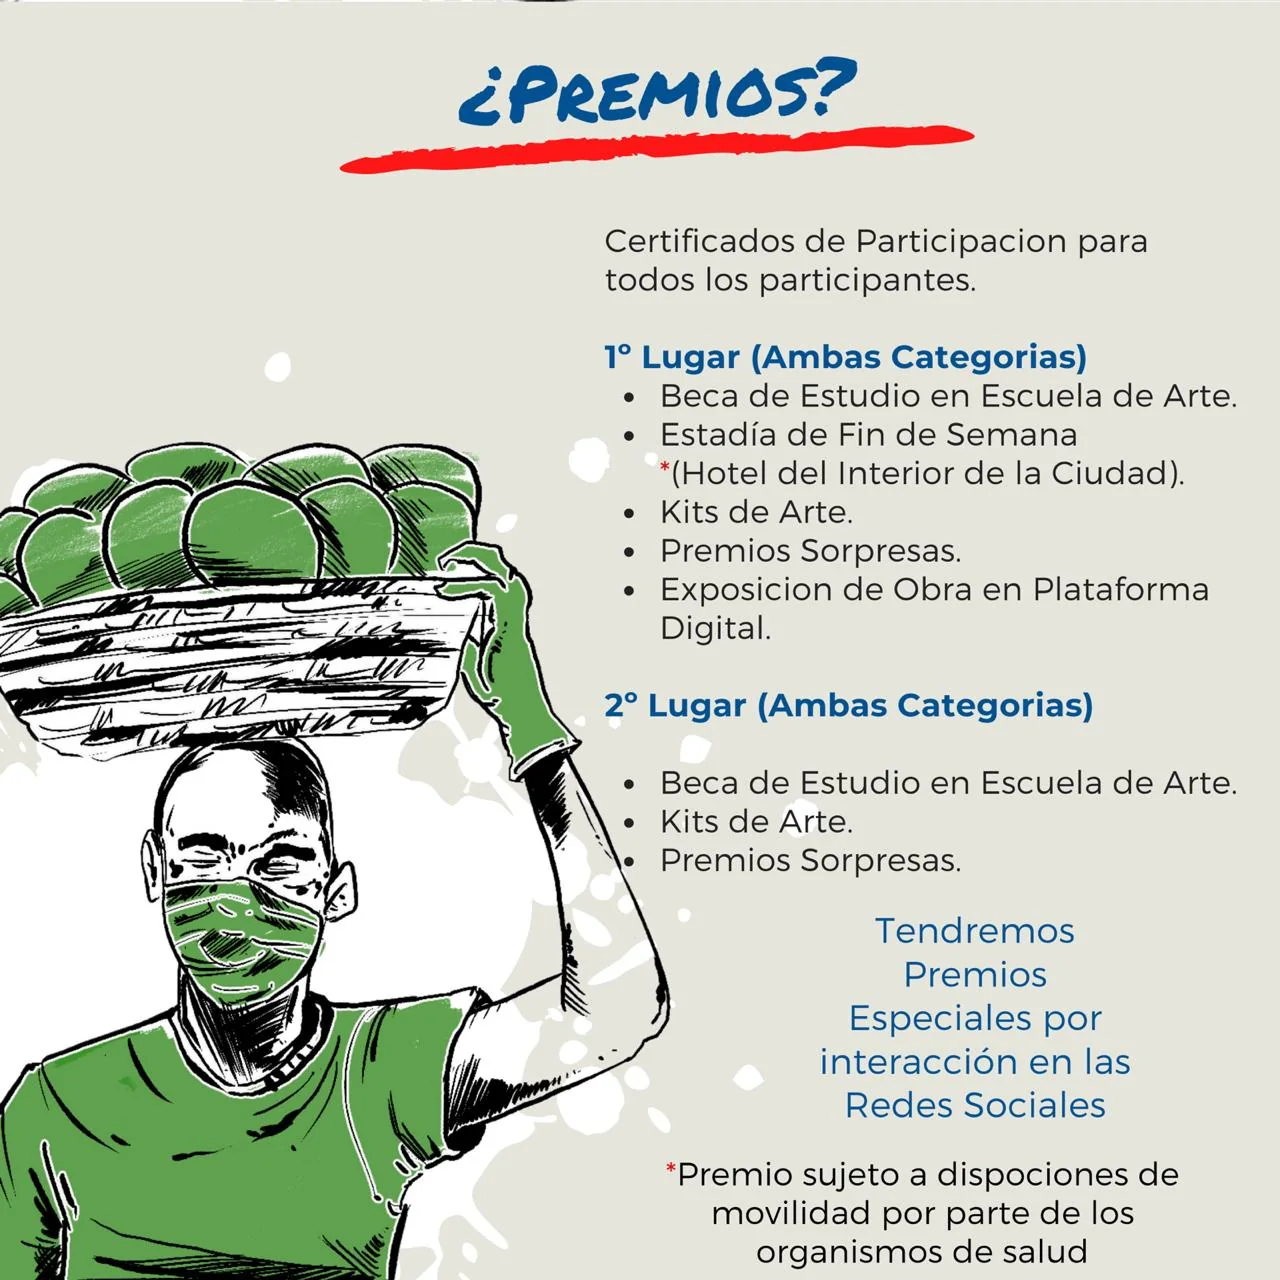 ¿PREMIOS?
Certificados de Participacion para
todos los participantes.
1º Lugar (Ambas Categorias)
• Beca de Estudio en Escuela de Arte.
• Estadía de Fin de Semana
*(Hotel del Interior de la Ciudad).
• Kits de Arte.
• Premios Sorpresas.
• Exposicion de Obra en Plataforma
Digital.
2º Lugar (Ambas Categorias)
• Beca de Estudio en Escuela de Arte.
• Kits de Arte.
• Premios Sorpresas.
Tendremos
Premios
Especiales por
interacción en las
Redes Sociales
*Premio sujeto a dispociones de
movilidad por parte de los
organismos de salud